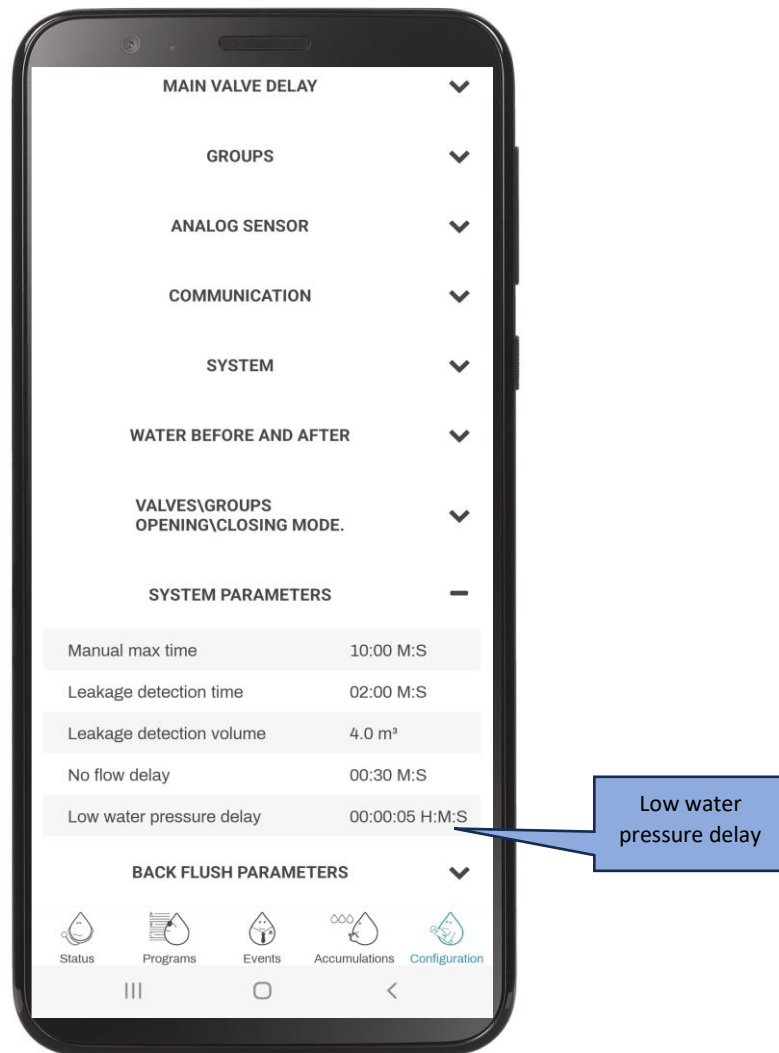 MAIN VALVE DELAY
GROUPS
ANALOG SENSOR
COMMUNICATION
SYSTEM
WATER BEFORE AND AFTER
VALVES\GROUPS
OPENING\CLOSING MODE.
SYSTEM PARAMETERS
Manual max time 10:00 M:S
Leakage detection time 02:00 M:S
Leakage detection volume 4.0 m³
No flow delay 00:30 M:S
Low water pressure delay 00:00:05 H:M:S
Low water
pressure delay
BACK FLUSH PARAMETERS
Status Programs Events Accumulations Configuration